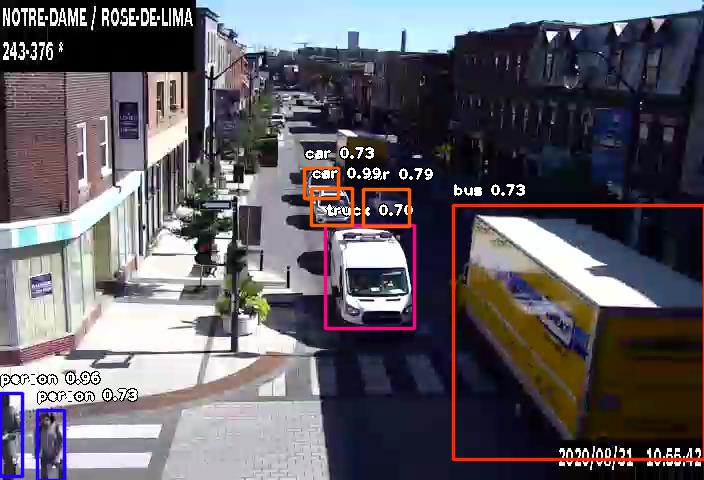 NOTRE-DAME / ROSE-DE-LIMA
243-376 *
car 0.73
car 0.99
r 0.79
bus 0.73
truck 0.70
person 0.96
person 0.73
2020/08/31 10:55:42